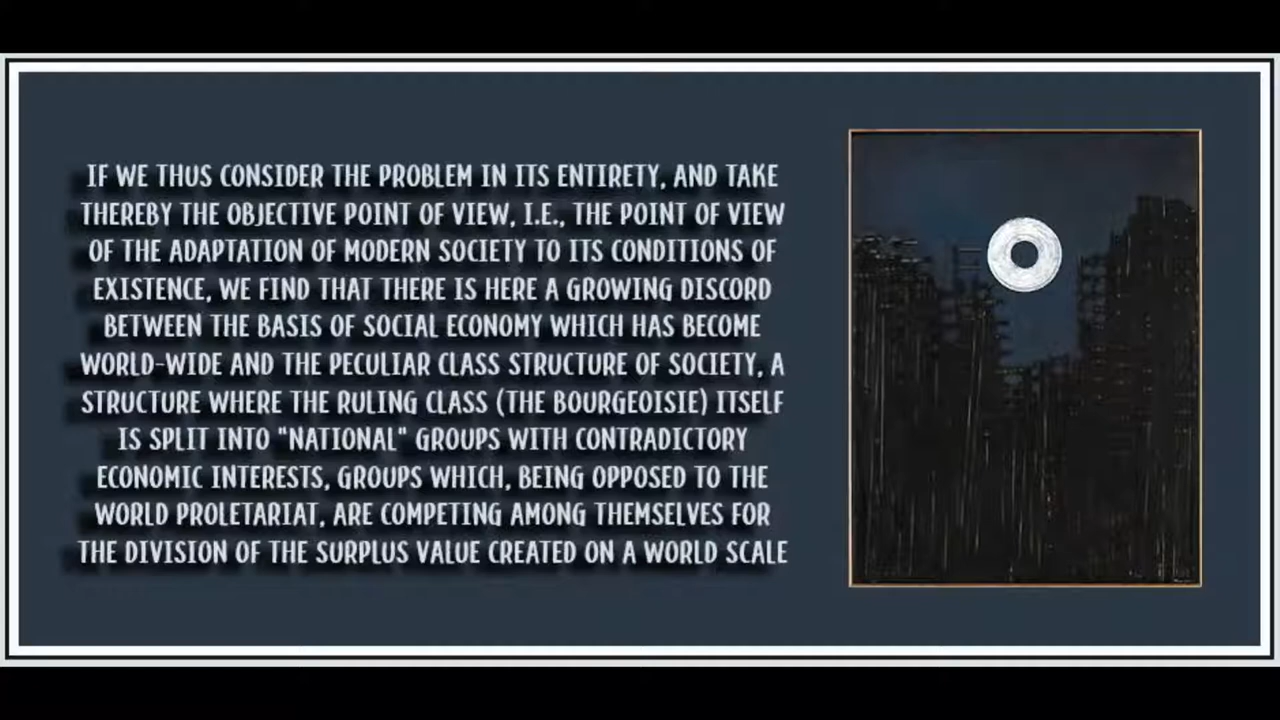 IF WE THUS CONSIDER THE PROBLEM IN ITS ENTIRETY, AND TAKE
THEREBY THE OBJECTIVE POINT OF VIEW, I.E., THE POINT OF VIEW
OF THE ADAPTATION OF MODERN SOCIETY TO ITS CONDITIONS OF
EXISTENCE, WE FIND THAT THERE IS HERE A GROWING DISCORD
BETWEEN THE BASIS OF SOCIAL ECONOMY WHICH HAS BECOME
WORLD-WIDE AND THE PECULIAR CLASS STRUCTURE OF SOCIETY, A
STRUCTURE WHERE THE RULING CLASS (THE BOURGEOISIE) ITSELF
IS SPLIT INTO "NATIONAL" GROUPS WITH CONTRADICTORY
ECONOMIC INTERESTS, GROUPS WHICH, BEING OPPOSED TO THE
WORLD PROLETARIAT, ARE COMPETING AMONG THEMSELVES FOR
THE DIVISION OF THE SURPLUS VALUE CREATED ON A WORLD SCALE